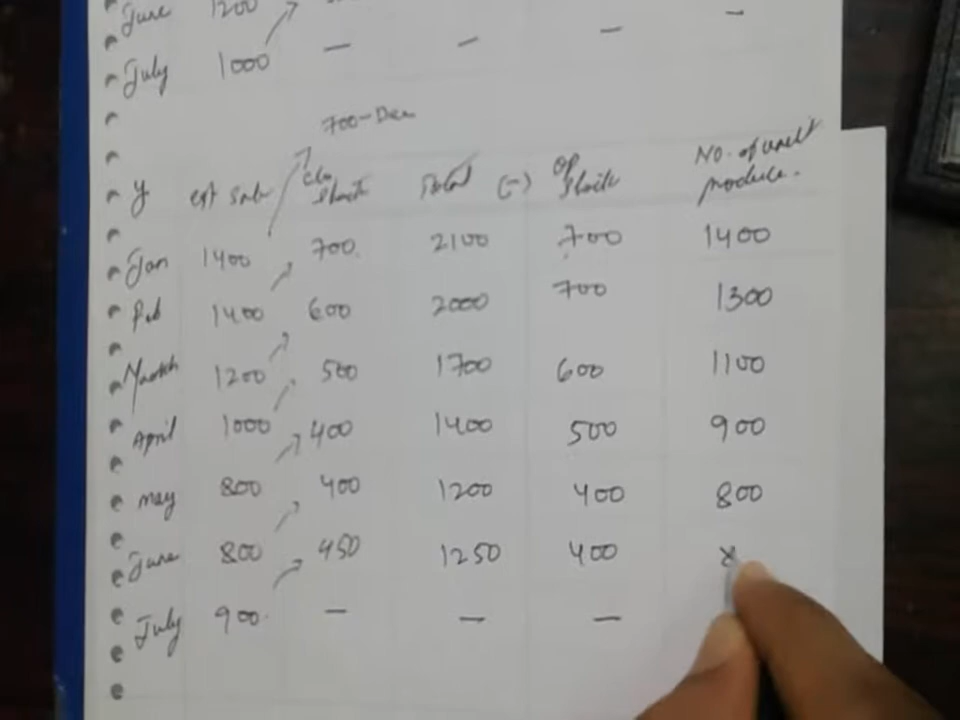 June 1200
July 1000 — — — —
700-Dec
y est Sale Clo Stock Total (-) Op Stock No. of unit produce.
Jan 1400 700 2100 700 1400
Feb 1400 600 2000 700 1300
March 1200 500 1700 600 1100
April 1000 400 1400 500 900
may 800 400 1200 400 800
June 800 450 1250 400
July 900 — — —